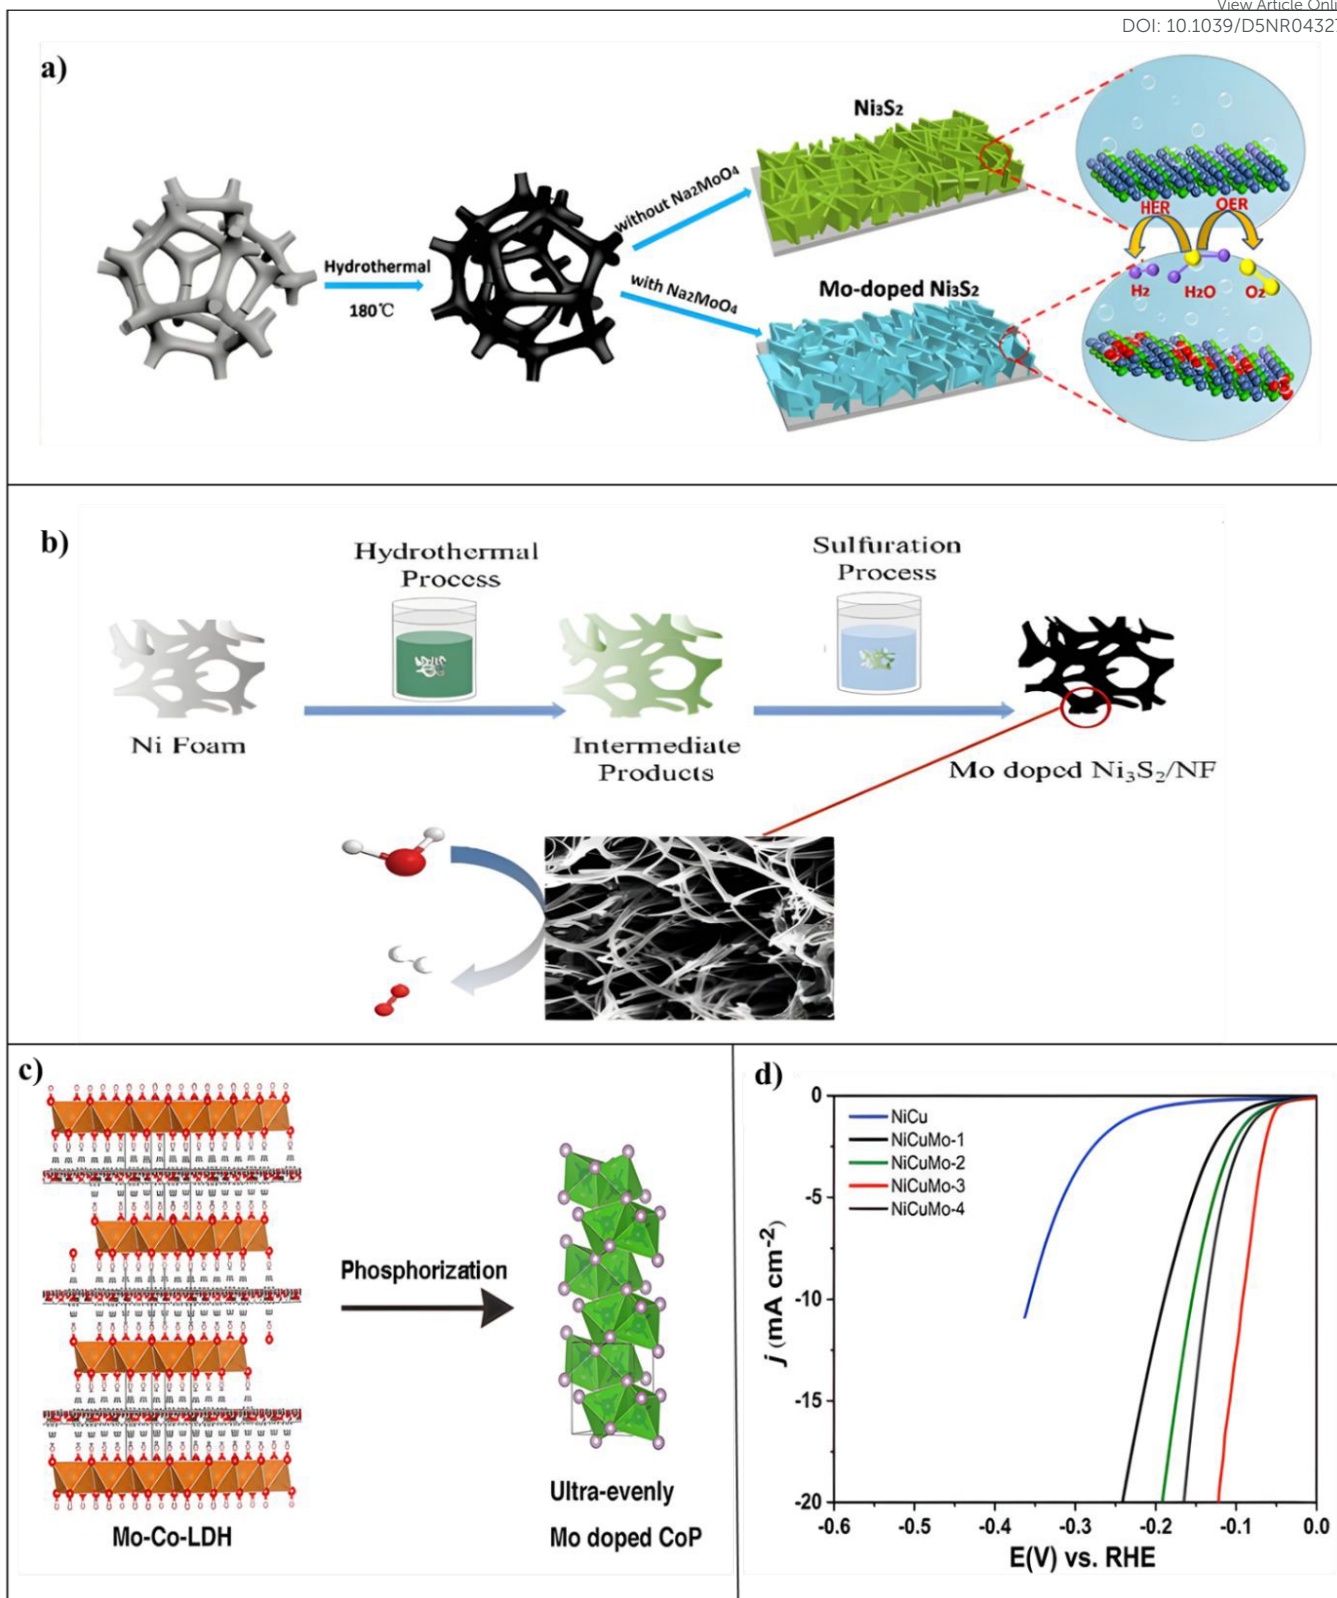 View Article Onli
DOI: 10.1039/D5NR0432
a)
Ni₃S₂
without Na₂MoO₄
Hydrothermal
180℃
with Na₂MoO₄
Mo-doped Ni₃S₂
HER
OER
H₂
H₂O
O₂
b)
Hydrothermal
Process
Sulfuration
Process
Ni Foam
Intermediate
Products
Mo doped Ni₃S₂/NF
c)
Phosphorization
Mo-Co-LDH
Ultra-evenly
Mo doped CoP
d)
NiCu
NiCuMo-1
NiCuMo-2
NiCuMo-3
NiCuMo-4
0
-5
-10
-15
-20
j (mA cm⁻²)
-0.6 -0.5 -0.4 -0.3 -0.2 -0.1 0.0
E(V) vs. RHE